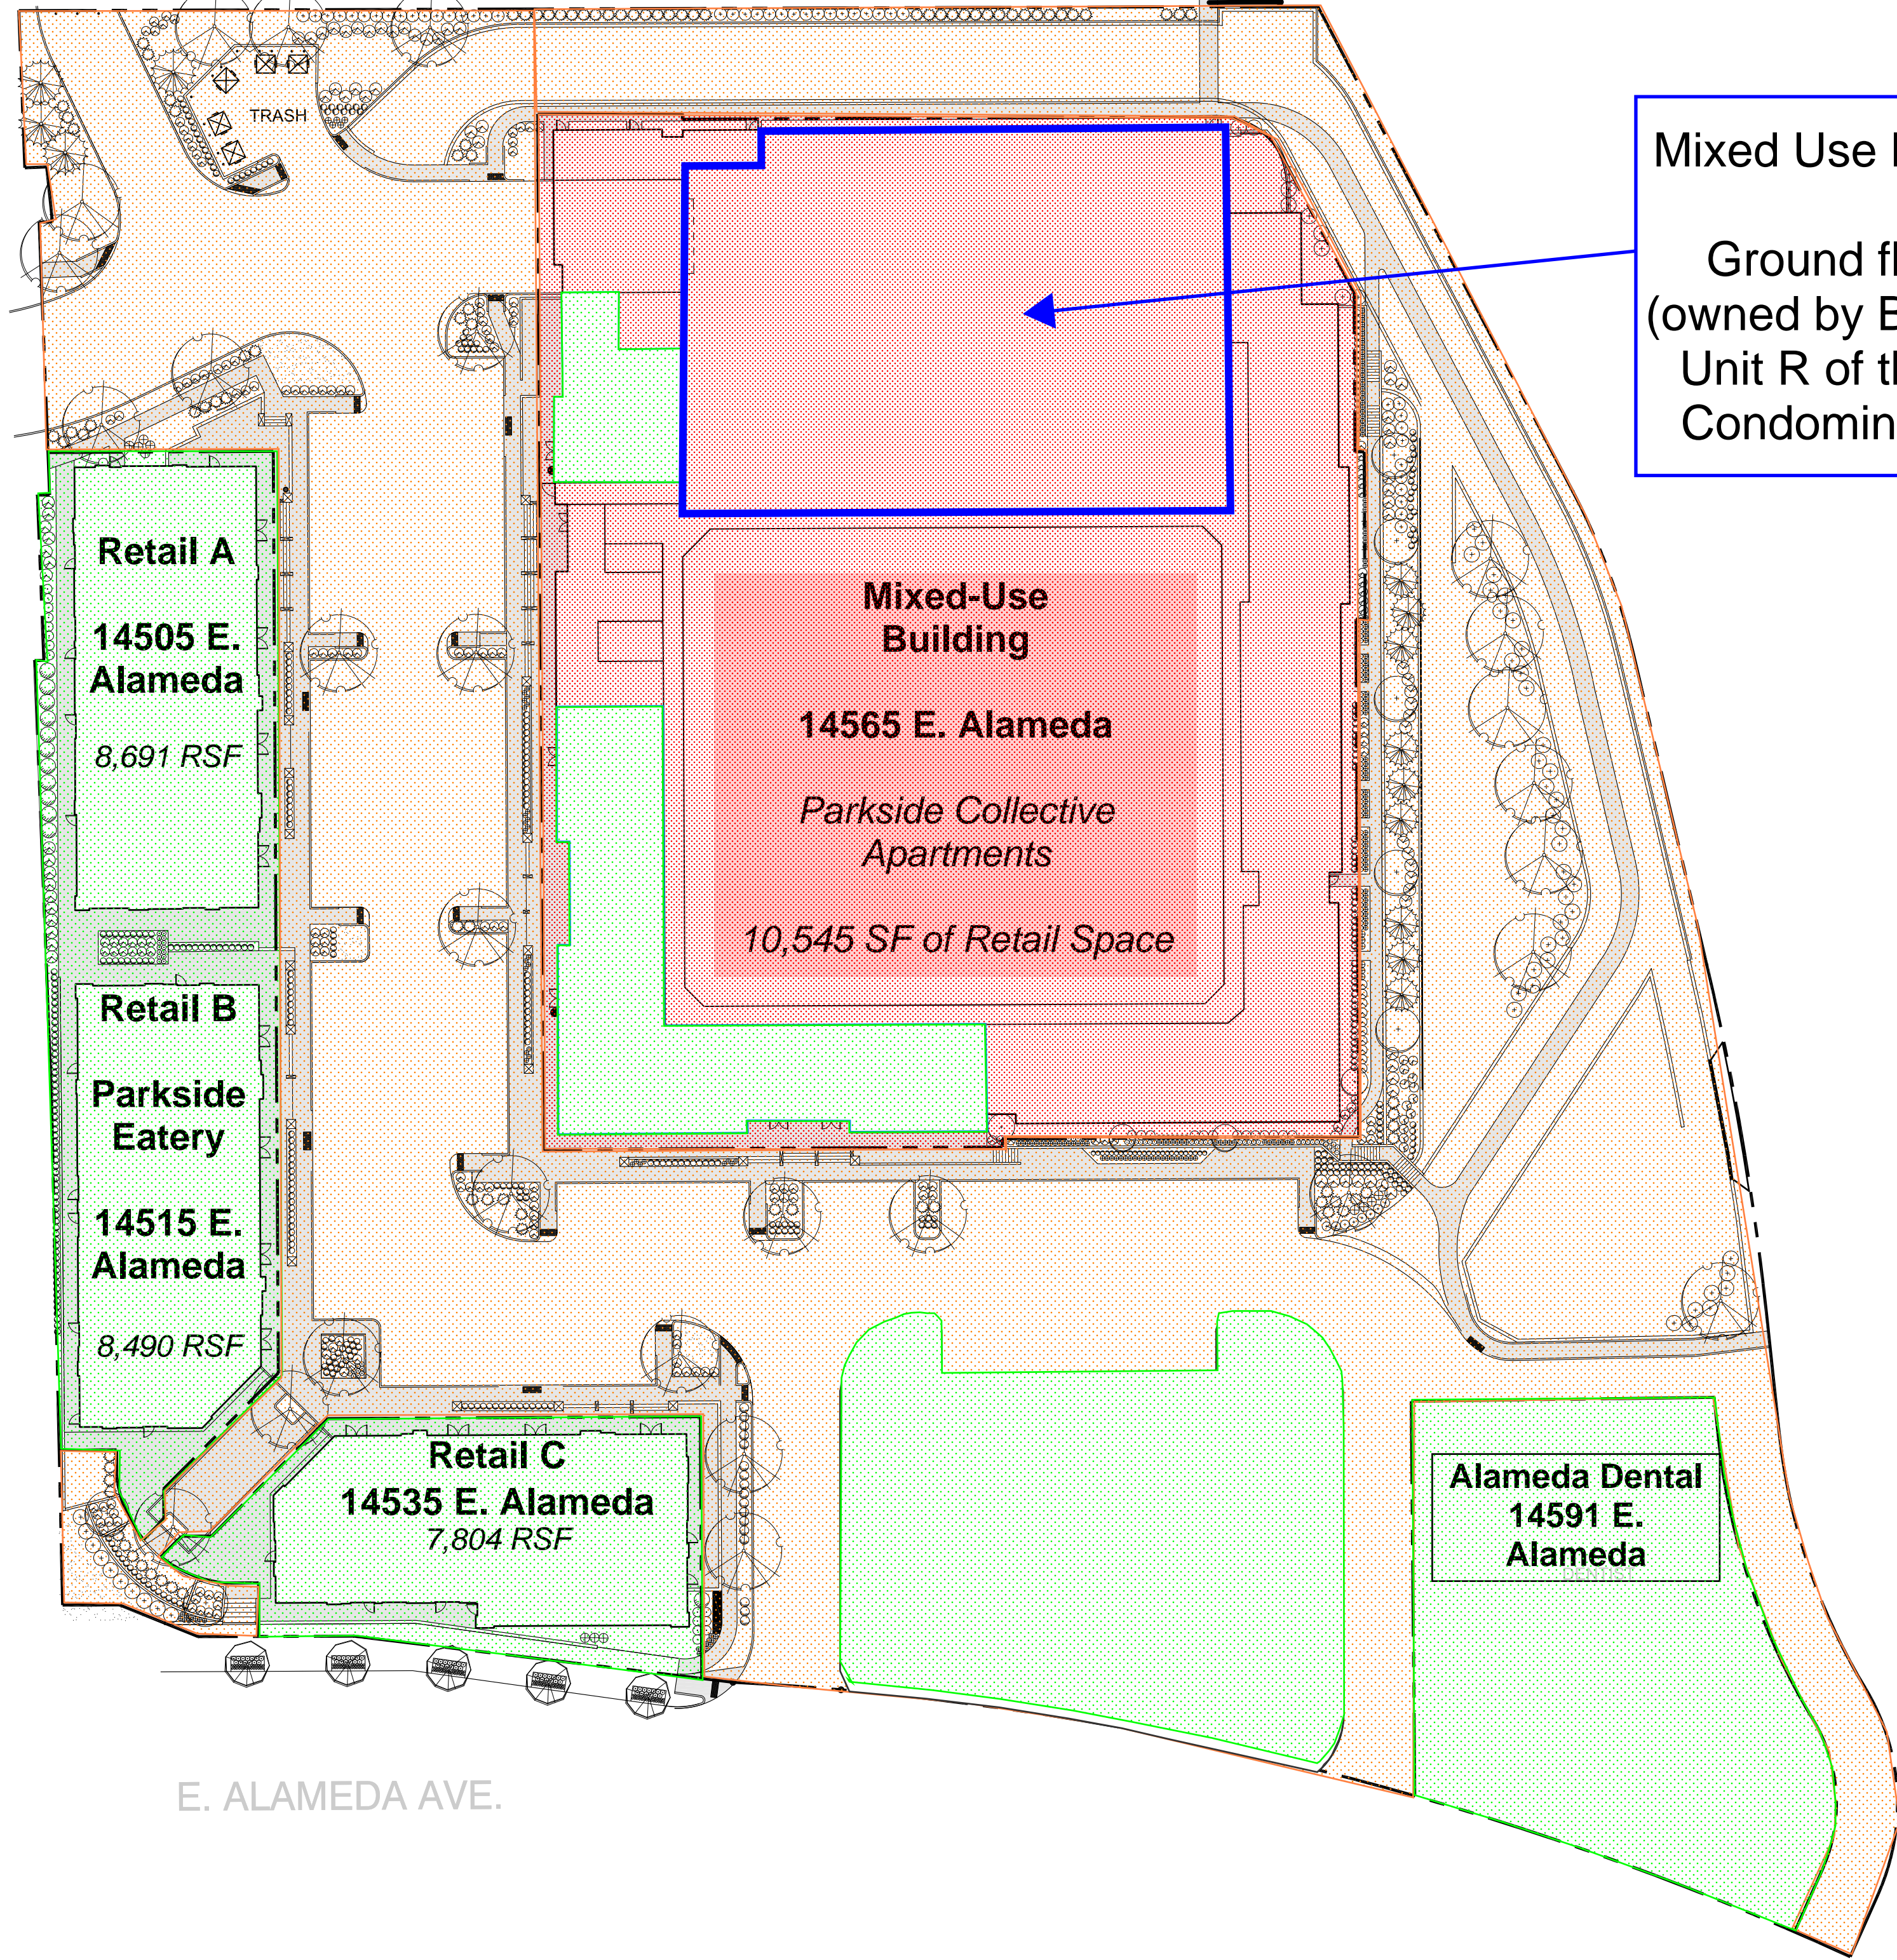 TRASH
Mixed Use
Ground
(owned by
Unit R of
Condomin
Retail A
14505 E.
Alameda
8,691 RSF
Mixed-Use
Building
14565 E. Alameda
Parkside Collective
Apartments
10,545 SF of Retail Space
Retail B
Parkside
Eatery
14515 E.
Alameda
8,490 RSF
Retail C
14535 E. Alameda
7,804 RSF
Alameda Dental
14591 E.
Alameda
DENTIST
E. ALAMEDA AVE.